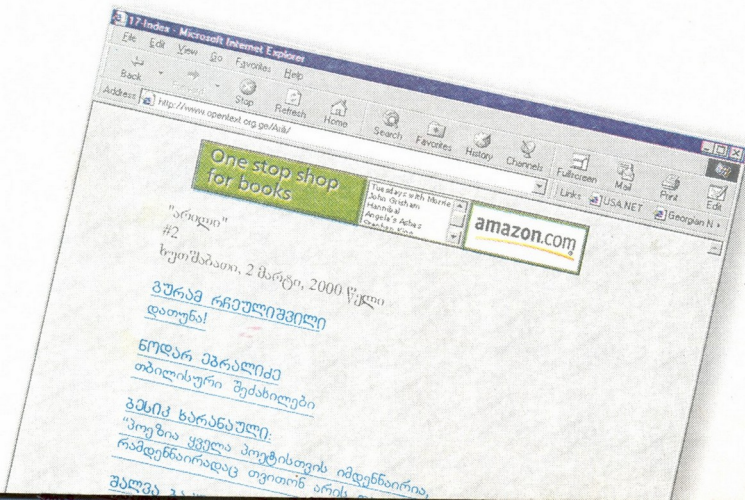 17-Index - Microsoft Internet Explorer
File Edit View Go Favorites Help
Back Stop Refresh Home Search Favorites History Channels Fullscreen Mail Print Edit
Address http://www.opentext.org.ge/Arili/ Links USA.NET Georgian N
One stop shop
for books
Tuesdays with Morrie
John Grisham
Hannibal
Angela's Ashes
amazon.com
"არილი"
#2
ხუთშაბათი, 2 მარტი, 2000 წელი
გურამ რჩეულიშვილი
დათუნა!
ნოდარ ებრალიძე
თბილისური შეძახილები
ბესიკ ხარანაული:
"პოეზია ყველა პოეტისთვის იმდენნაირია,
რამდენნაირადაც თვითონ არის
შალვა